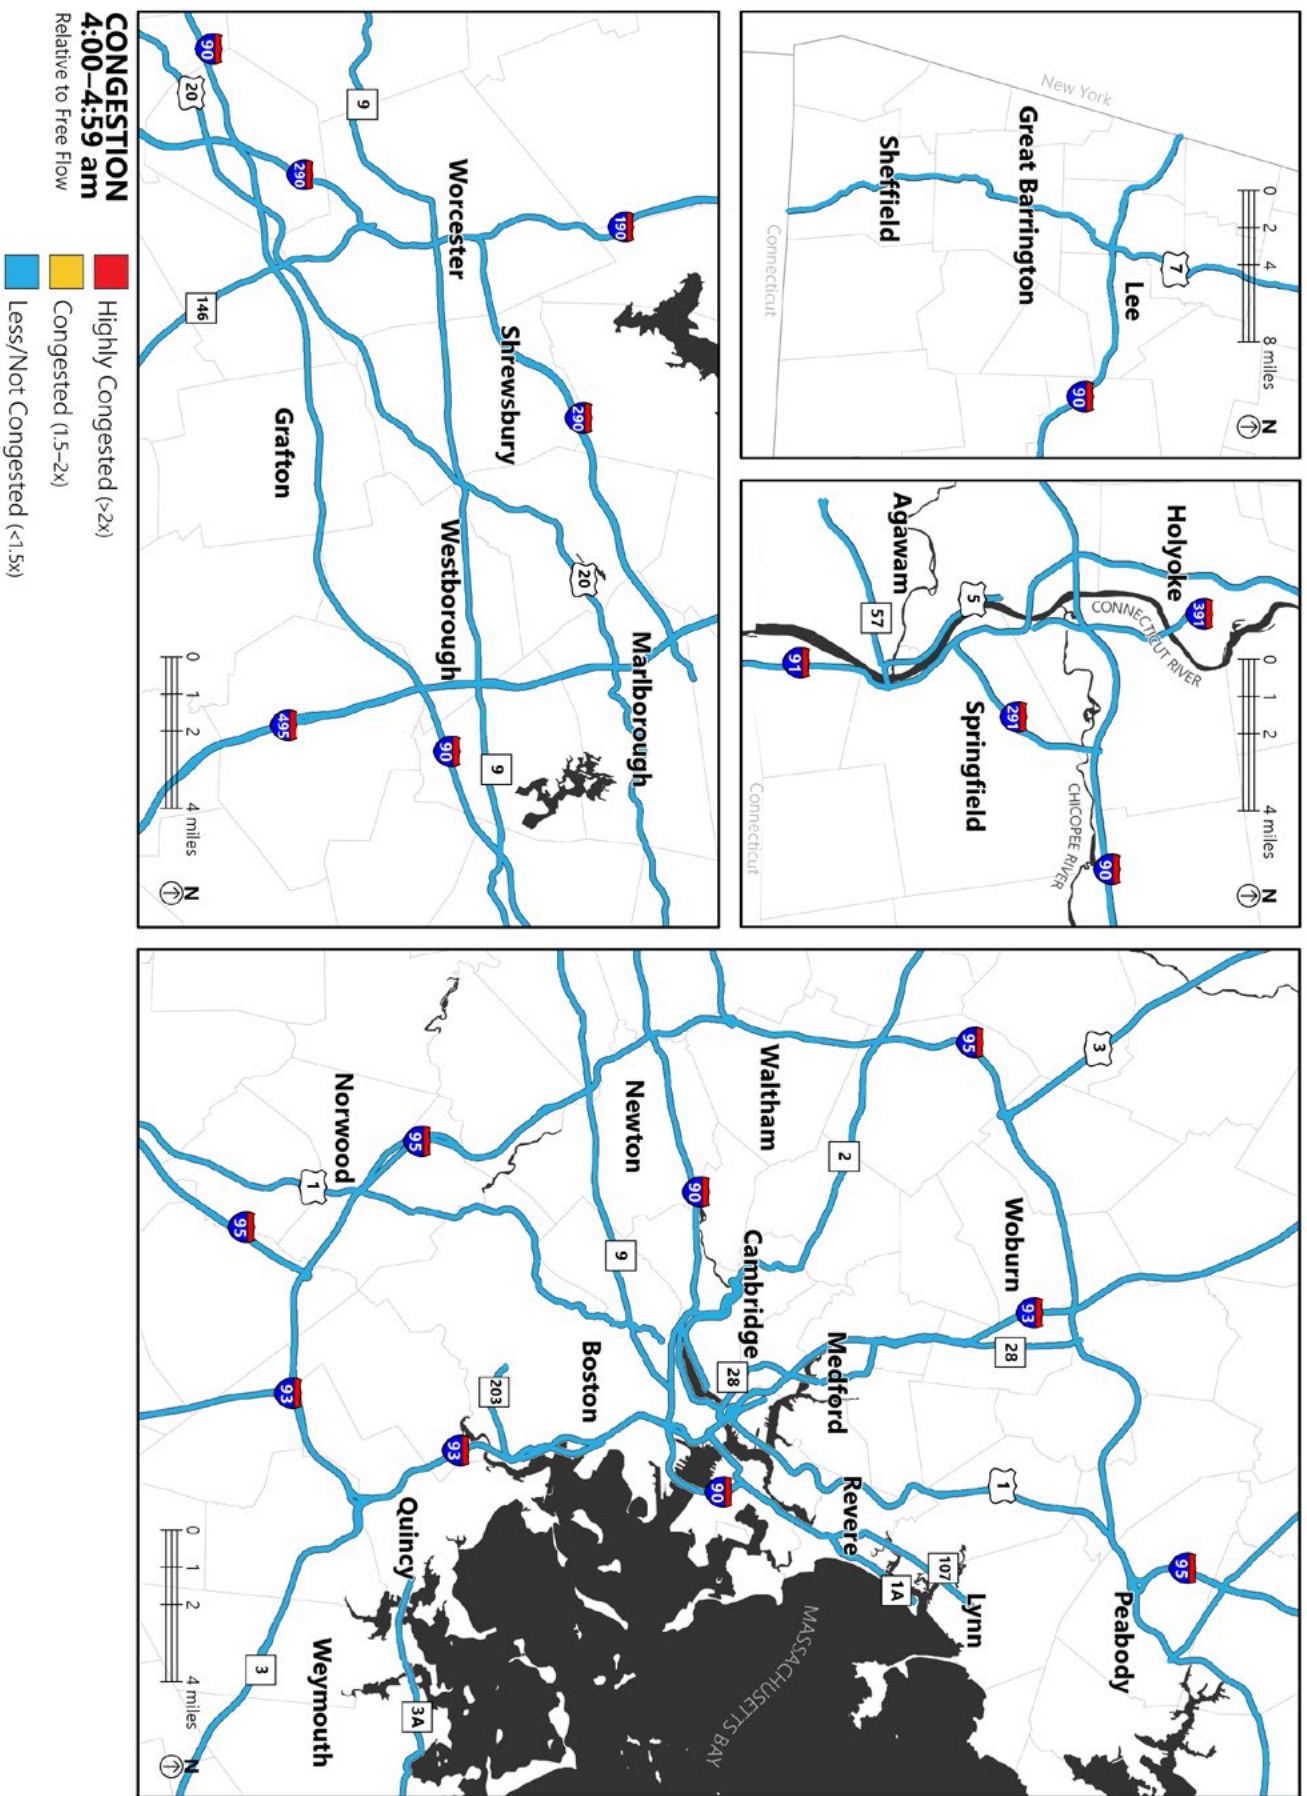 New York
Great Barrington
Sheffield
Lee
Connecticut
7
90
0 2 4 8 miles
N
Holyoke
Agawam
Springfield
CONNECTICUT RIVER
CHICOPEE RIVER
Connecticut
391
5
57
91
291
90
0 1 2 4 miles
N
Worcester
Shrewsbury
Grafton
Westborough
Marlborough
90
20
9
290
190
146
290
20
495
90
9
0 1 2 4 miles
N
Woburn
Waltham
Newton
Norwood
Cambridge
Medford
Boston
Revere
Lynn
Peabody
Quincy
Weymouth
MASSACHUSETTS BAY
3
95
2
90
95
1
95
9
93
28
28
203
93
93
90
1
107
1A
95
3
3A
0 1 2 4 miles
N
CONGESTION
4:00–4:59 am
Relative to Free Flow
Highly Congested (>2x)
Congested (1.5–2x)
Less/Not Congested (<1.5x)